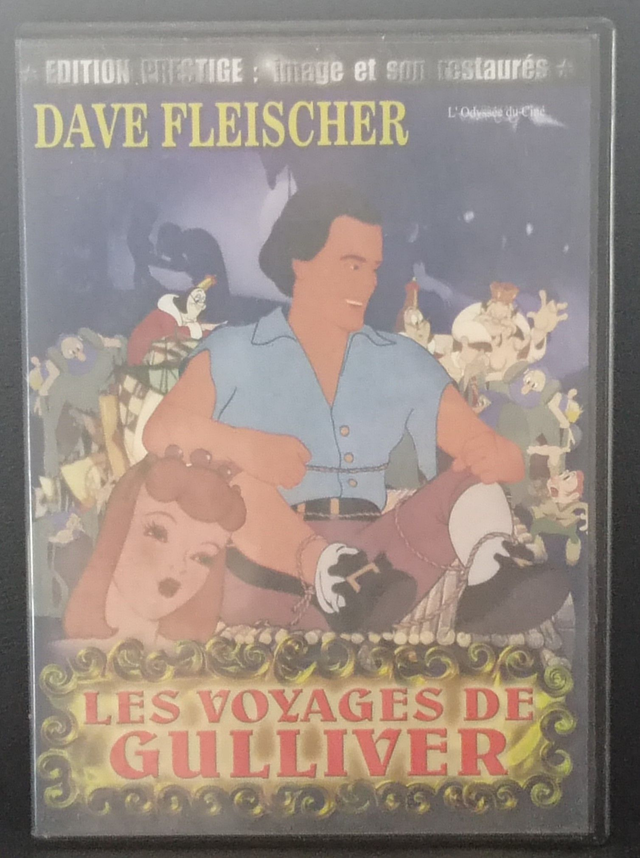 EDITION PRESTIGE : image et son restaurés
DAVE FLEISCHER
L'Odyssée du Ciné
LES VOYAGES DE
GULLIVER